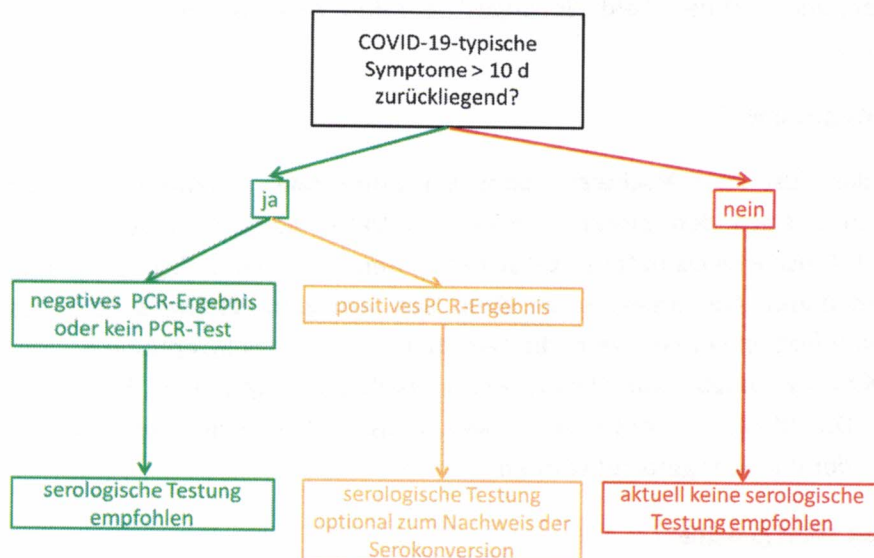 COVID-19-typische
Symptome > 10 d
zurückliegend?
ja
nein
negatives PCR-Ergebnis
oder kein PCR-Test
positives PCR-Ergebnis
serologische Testung
empfohlen
serologische Testung
optional zum Nachweis der
Serokonversion
aktuell keine serologische
Testung empfohlen